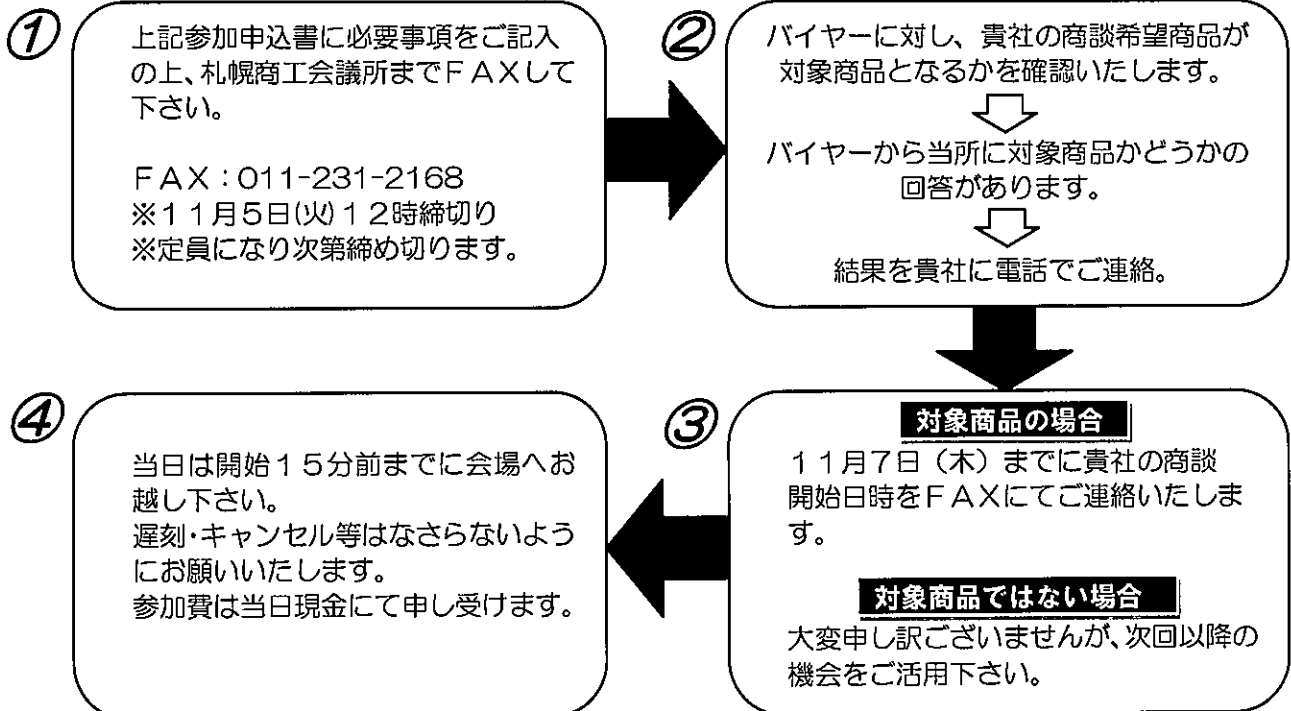 ①
上記参加申込書に必要事項をご記入
の上、札幌商工会議所までFAXして
下さい。
FAX：011-231-2168
※11月5日(火)12時締切り
※定員になり次第締め切ります。
②
バイヤーに対し、貴社の商談希望商品が
対象商品となるかを確認いたします。
バイヤーから当所に対象商品かどうかの
回答があります。
結果を貴社に電話でご連絡。
③
対象商品の場合
11月7日（木）までに貴社の商談
開始日時をFAXにてご連絡いたしま
す。
対象商品ではない場合
大変申し訳ございませんが、次回以降の
機会をご活用下さい。
④
当日は開始15分前までに会場へお
越し下さい。
遅刻・キャンセル等はなさらないよう
にお願いいたします。
参加費は当日現金にて申し受けます。